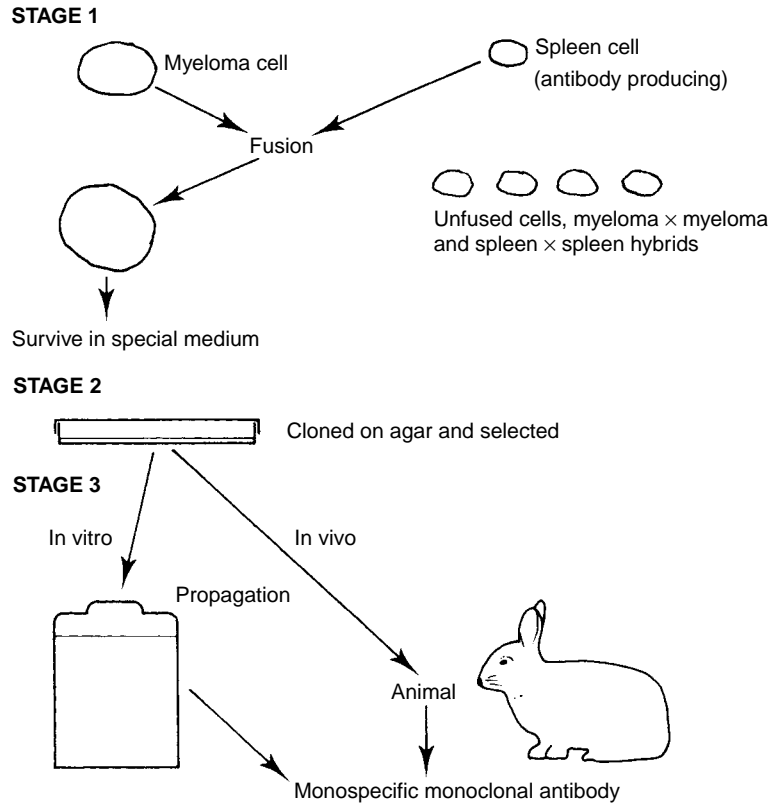 STAGE 1
Myeloma cell
Spleen cell
(antibody producing)
Fusion
Unfused cells, myeloma × myeloma
and spleen × spleen hybrids
Survive in special medium
STAGE 2
Cloned on agar and selected
STAGE 3
In vitro
In vivo
Propagation
Animal
Monospecific monoclonal antibody